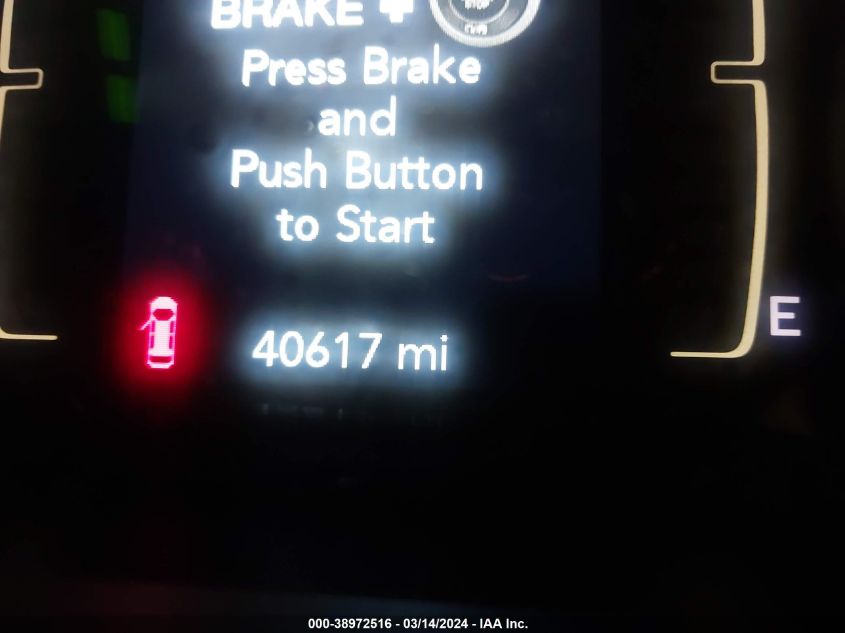 BRAKE +
Press Brake
and
Push Button
to Start
40617 mi
E
000-38972516 - 03/14/2024 - IAA Inc.